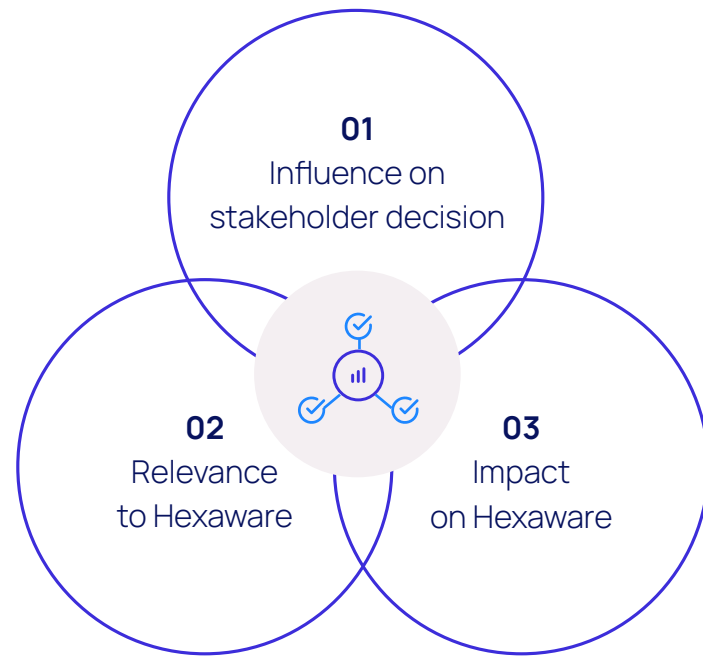 01
Influence on
stakeholder decision
02
Relevance
to Hexaware
03
Impact
on Hexaware